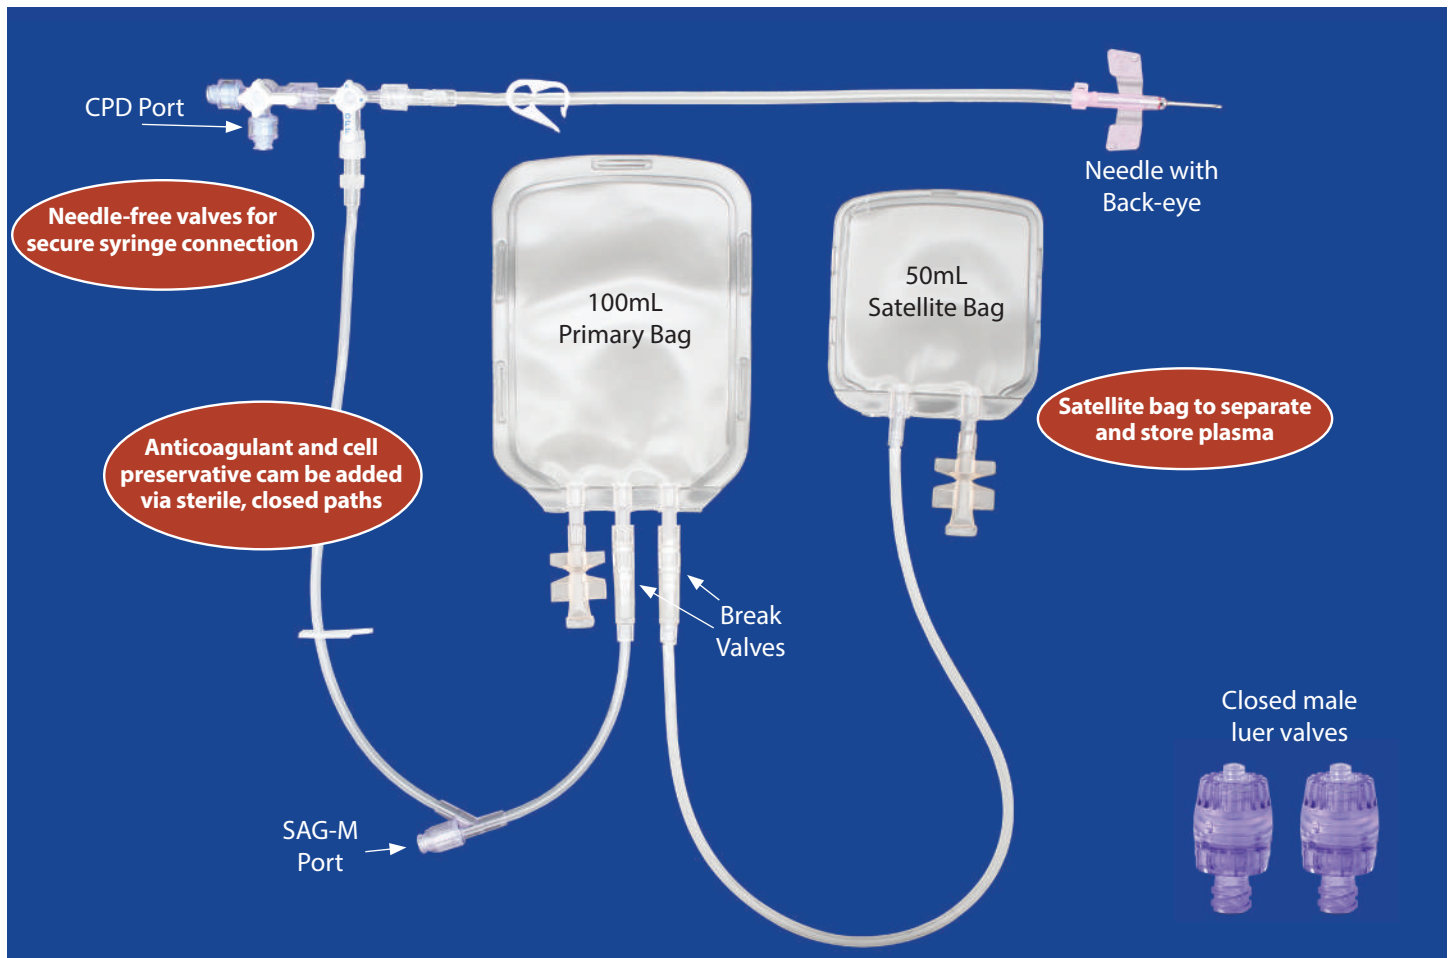 CPD Port
Needle-free valves for
secure syringe connection
Needle with
Back-eye
100mL
Primary Bag
50mL
Satellite Bag
Satellite bag to separate
and store plasma
Anticoagulant and cell
preservative cam be added
via sterile, closed paths
Break
Valves
SAG-M
Port
Closed male
luer valves